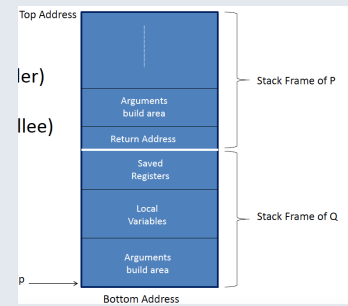 Top Address
ler)
Stack Frame of P
Arguments
build area
llee)
Return Address
Saved
Registers
Local
Variables
Stack Frame of Q
Arguments
build area
p
Bottom Address